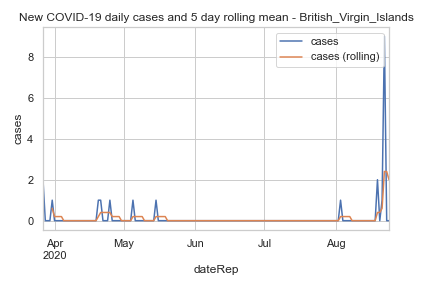 New COVID-19 daily cases and 5 day rolling mean - British_Virgin_Islands
cases
cases (rolling)
8
6
4
2
0
cases
Apr
2020
May
Jun
Jul
Aug
dateRep